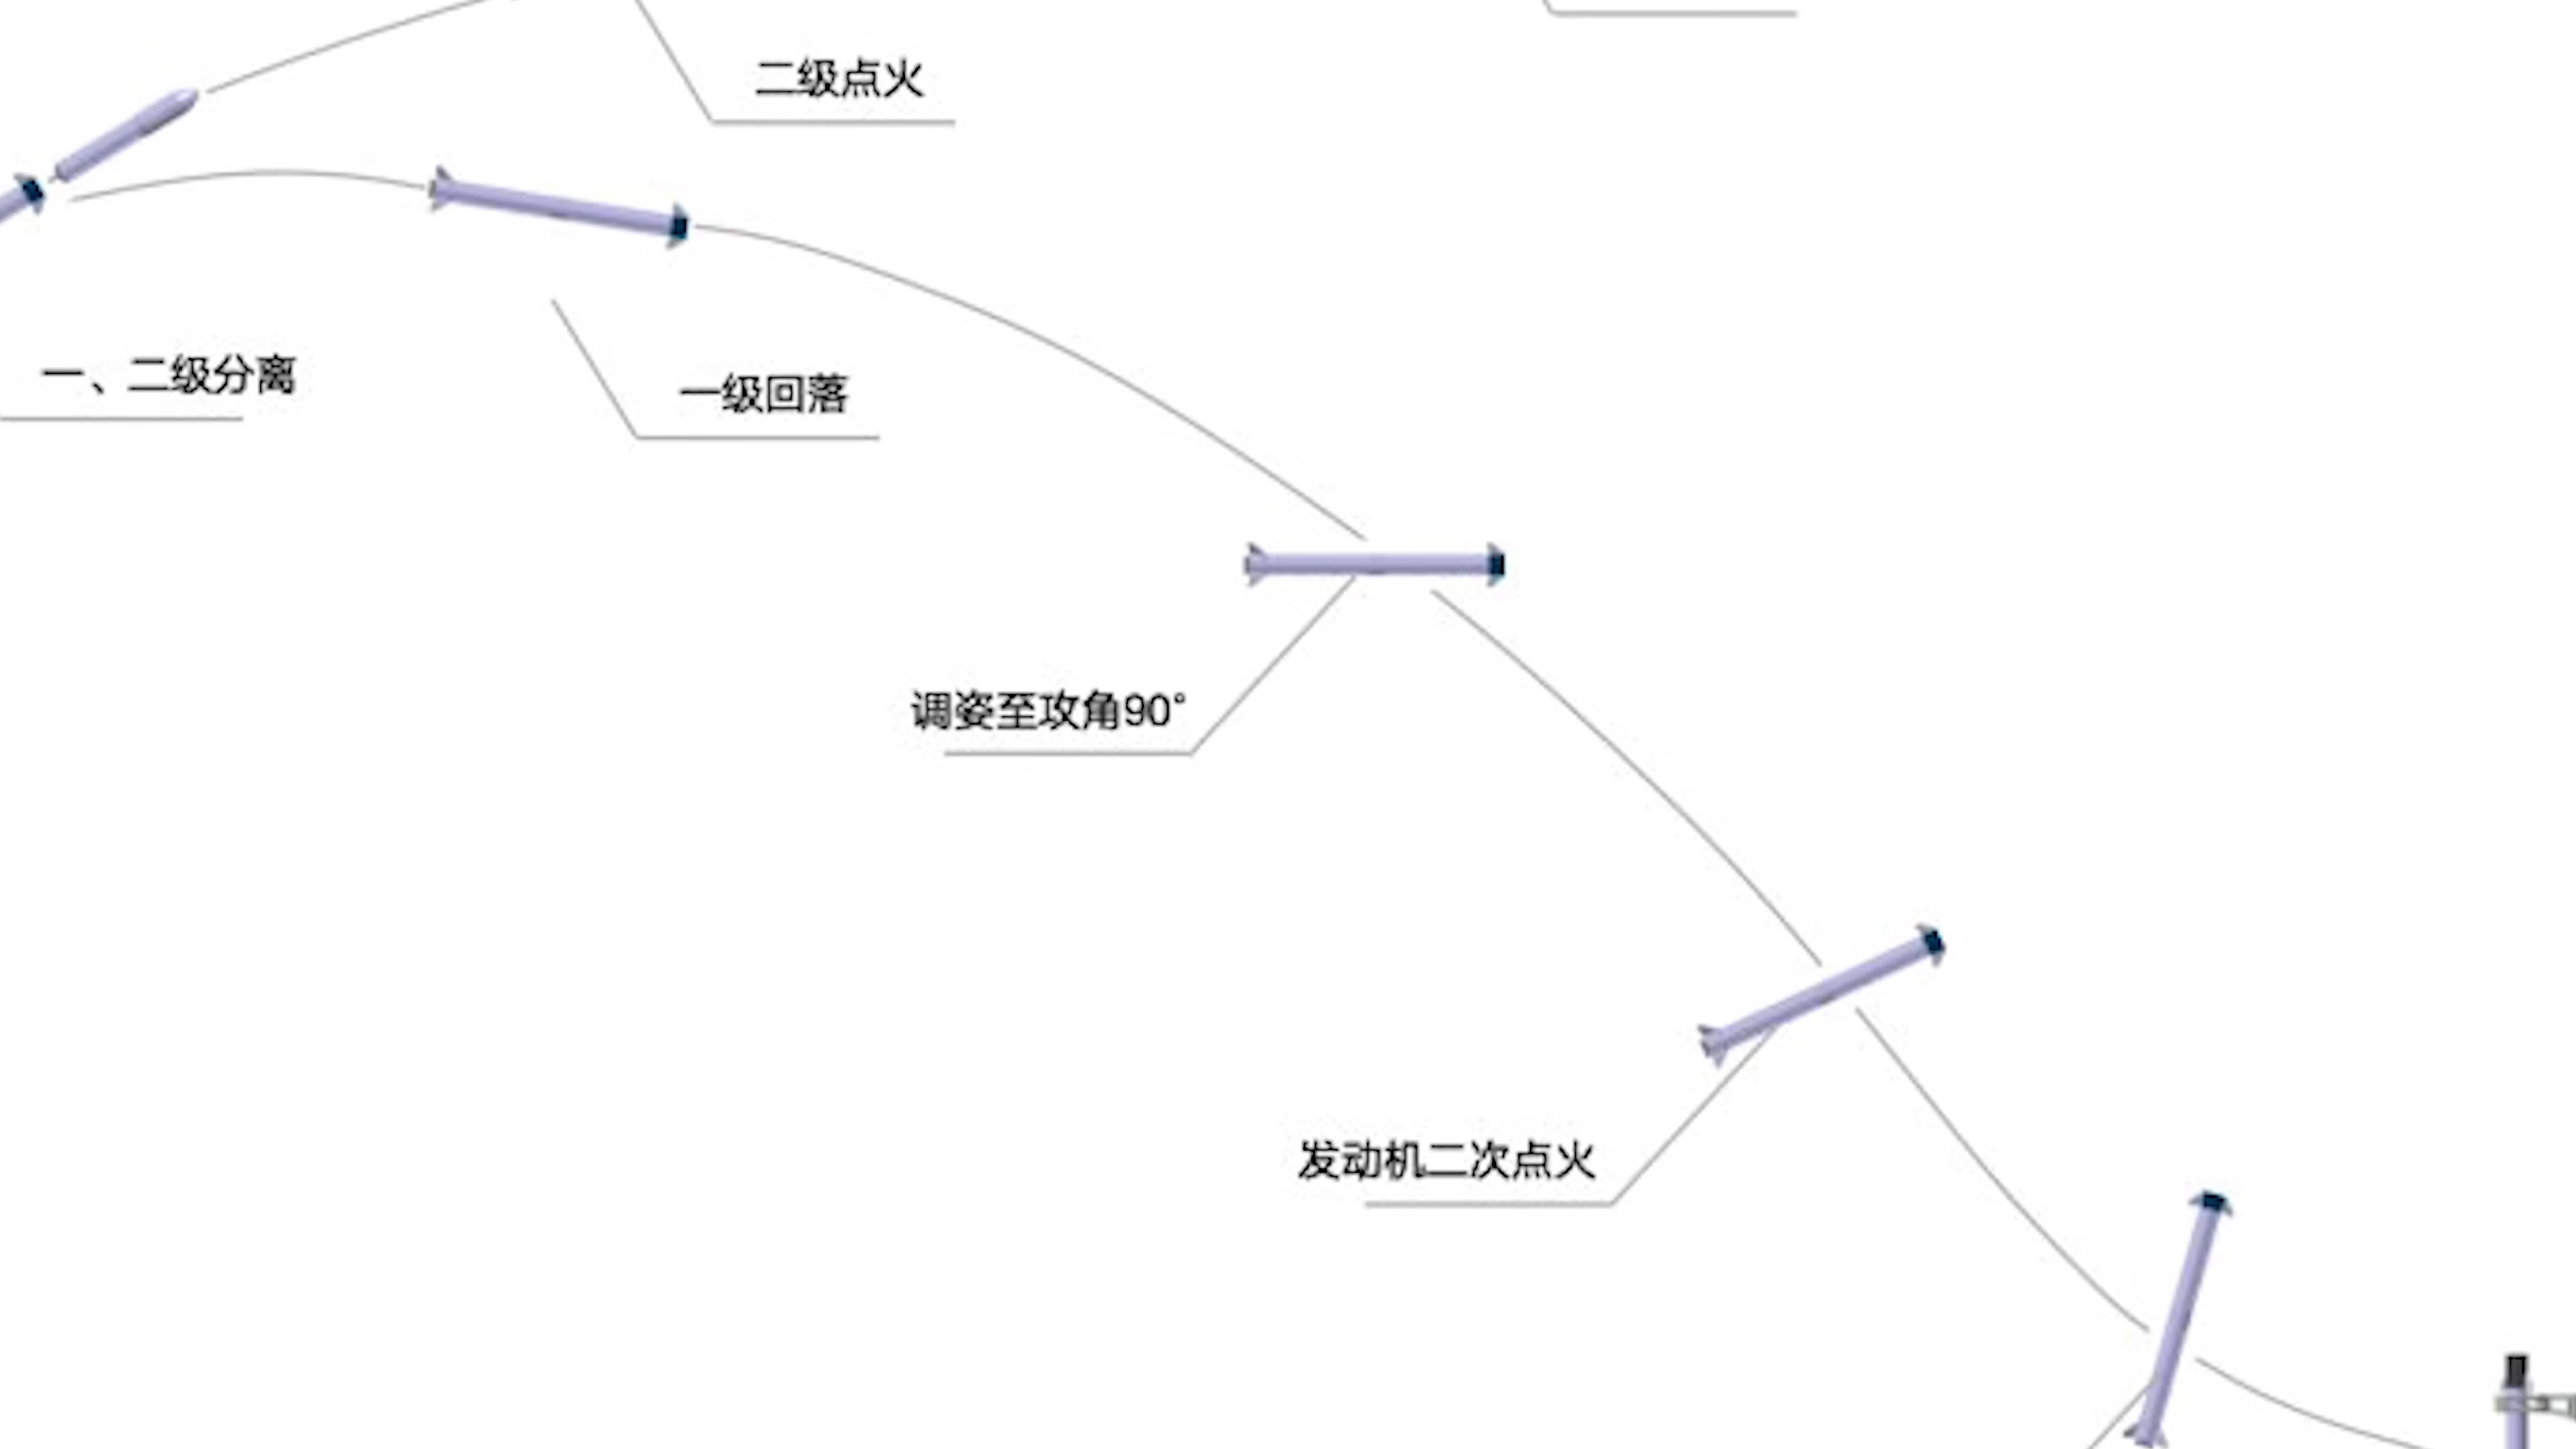 二级点火
一、二级分离
一级回落
调姿至攻角90°
发动机二次点火